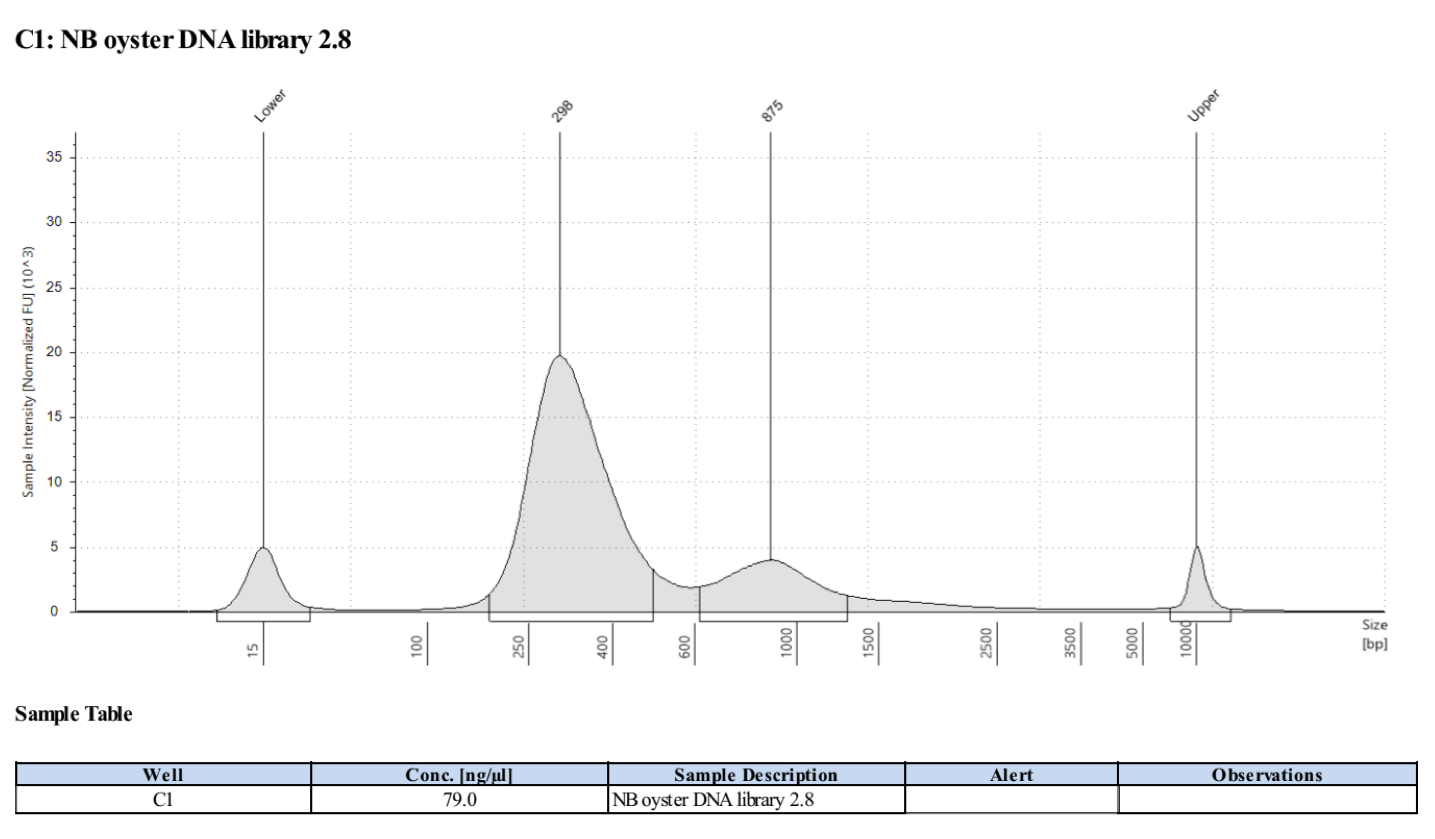 C1: NB oyster DNA library 2.8
Lower 298 875 Upper
Sample Intensity [Normalized FU] (10^3)
35
30
25
20
15
10
5
0
15 100 250 400 600 1000 1500 2500 3500 5000 10000
Size
[bp]
Sample Table
Well Conc. [ng/µl] Sample Description Alert Observations
C1 79.0 NB oyster DNA library 2.8